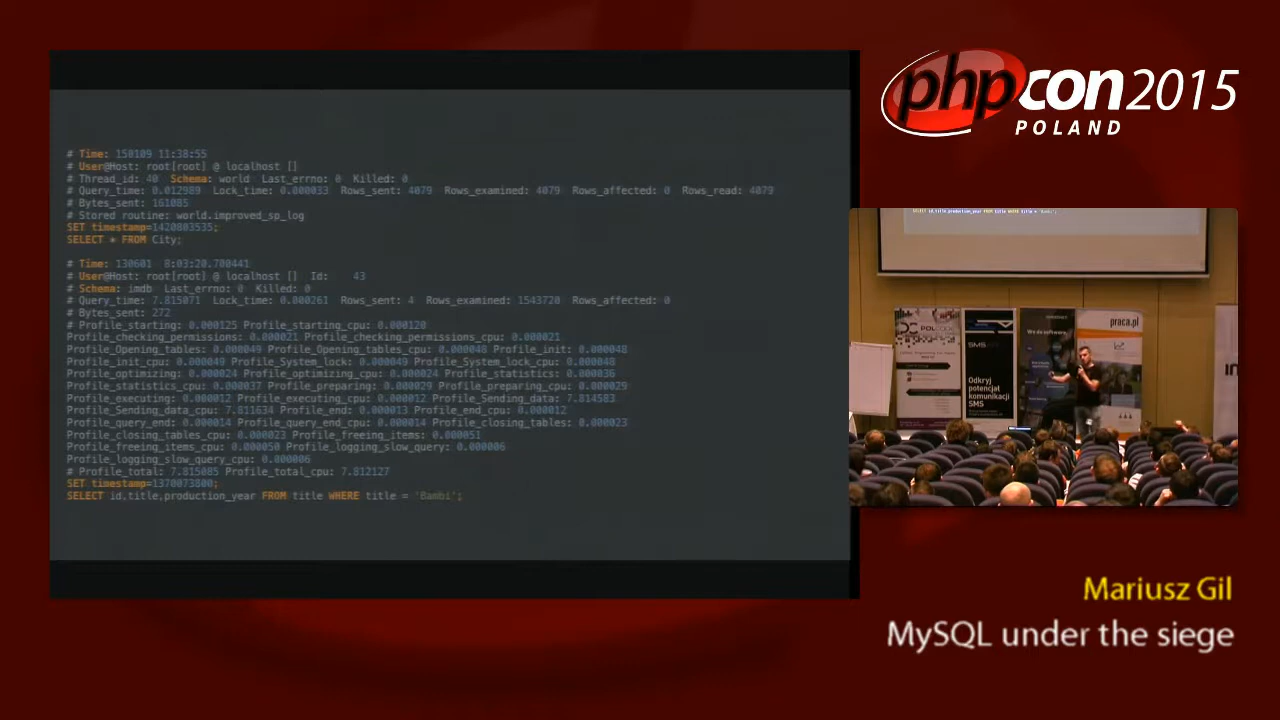 # Time: 150109 11:38:55
# User@Host: root[root] @ localhost []
# Thread_id: 40  Schema: world  Last_errno: 0  Killed: 0
# Query_time: 0.012989  Lock_time: 0.000033  Rows_sent: 4079  Rows_examined: 4079  Rows_affected: 0  Rows_read: 4079
# Bytes_sent: 161085
# Stored routine: world.improved_sp_log
SET timestamp=1420803535;
SELECT * FROM City;
# Time: 130601  8:03:20.700441
# User@Host: root[root] @ localhost []  Id:    43
# Schema: imdb  Last_errno: 0  Killed: 0
# Query_time: 7.815071  Lock_time: 0.000261  Rows_sent: 4  Rows_examined: 1543720  Rows_affected: 0
# Bytes_sent: 272
# Profile_starting: 0.000125 Profile_starting_cpu: 0.000120
Profile_checking_permissions: 0.000021 Profile_checking_permissions_cpu: 0.000021
Profile_Opening_tables: 0.000049 Profile_Opening_tables_cpu: 0.000048 Profile_init: 0.000048
Profile_init_cpu: 0.000049 Profile_System_lock: 0.000049 Profile_System_lock_cpu: 0.000048
Profile_optimizing: 0.000024 Profile_optimizing_cpu: 0.000024 Profile_statistics: 0.000036
Profile_statistics_cpu: 0.000037 Profile_preparing: 0.000029 Profile_preparing_cpu: 0.000029
Profile_executing: 0.000012 Profile_executing_cpu: 0.000012 Profile_Sending_data: 7.814583
Profile_Sending_data_cpu: 7.811634 Profile_end: 0.000013 Profile_end_cpu: 0.000012
Profile_query_end: 0.000014 Profile_query_end_cpu: 0.000014 Profile_closing_tables: 0.000023
Profile_closing_tables_cpu: 0.000023 Profile_freeing_items: 0.000051
Profile_freeing_items_cpu: 0.000050 Profile_logging_slow_query: 0.000006
Profile_logging_slow_query_cpu: 0.000006
# Profile_total: 7.815085 Profile_total_cpu: 7.812127
SET timestamp=1370073800;
SELECT id,title,production_year FROM title WHERE title = 'Bambi';
phpcon2015
POLAND
SELECT id,title,production_year FROM title WHERE title = 'Bambi';
praca.pl
SMS
Odkryj
potencjał
komunikacji
SMS
Mariusz Gil
MySQL under the siege